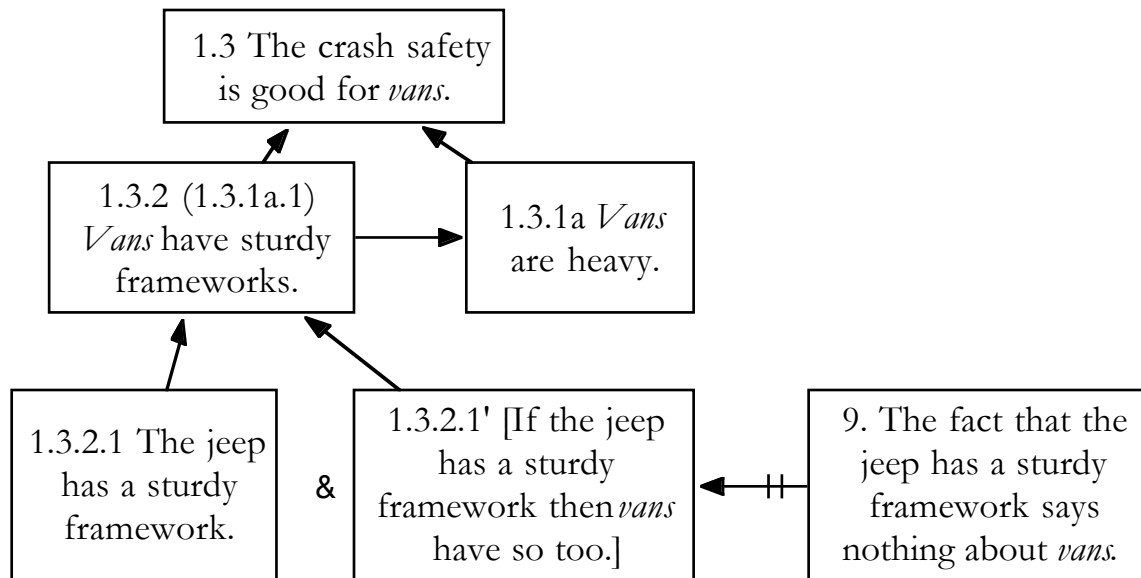 1.3 The crash safety
is good for vans.
1.3.2 (1.3.1a.1)
Vans have sturdy
frameworks.
1.3.1a Vans
are heavy.
1.3.2.1 The jeep
has a sturdy
framework.
&
1.3.2.1' [If the jeep
has a sturdy
framework then vans
have so too.]
9. The fact that the
jeep has a sturdy
framework says
nothing about vans.